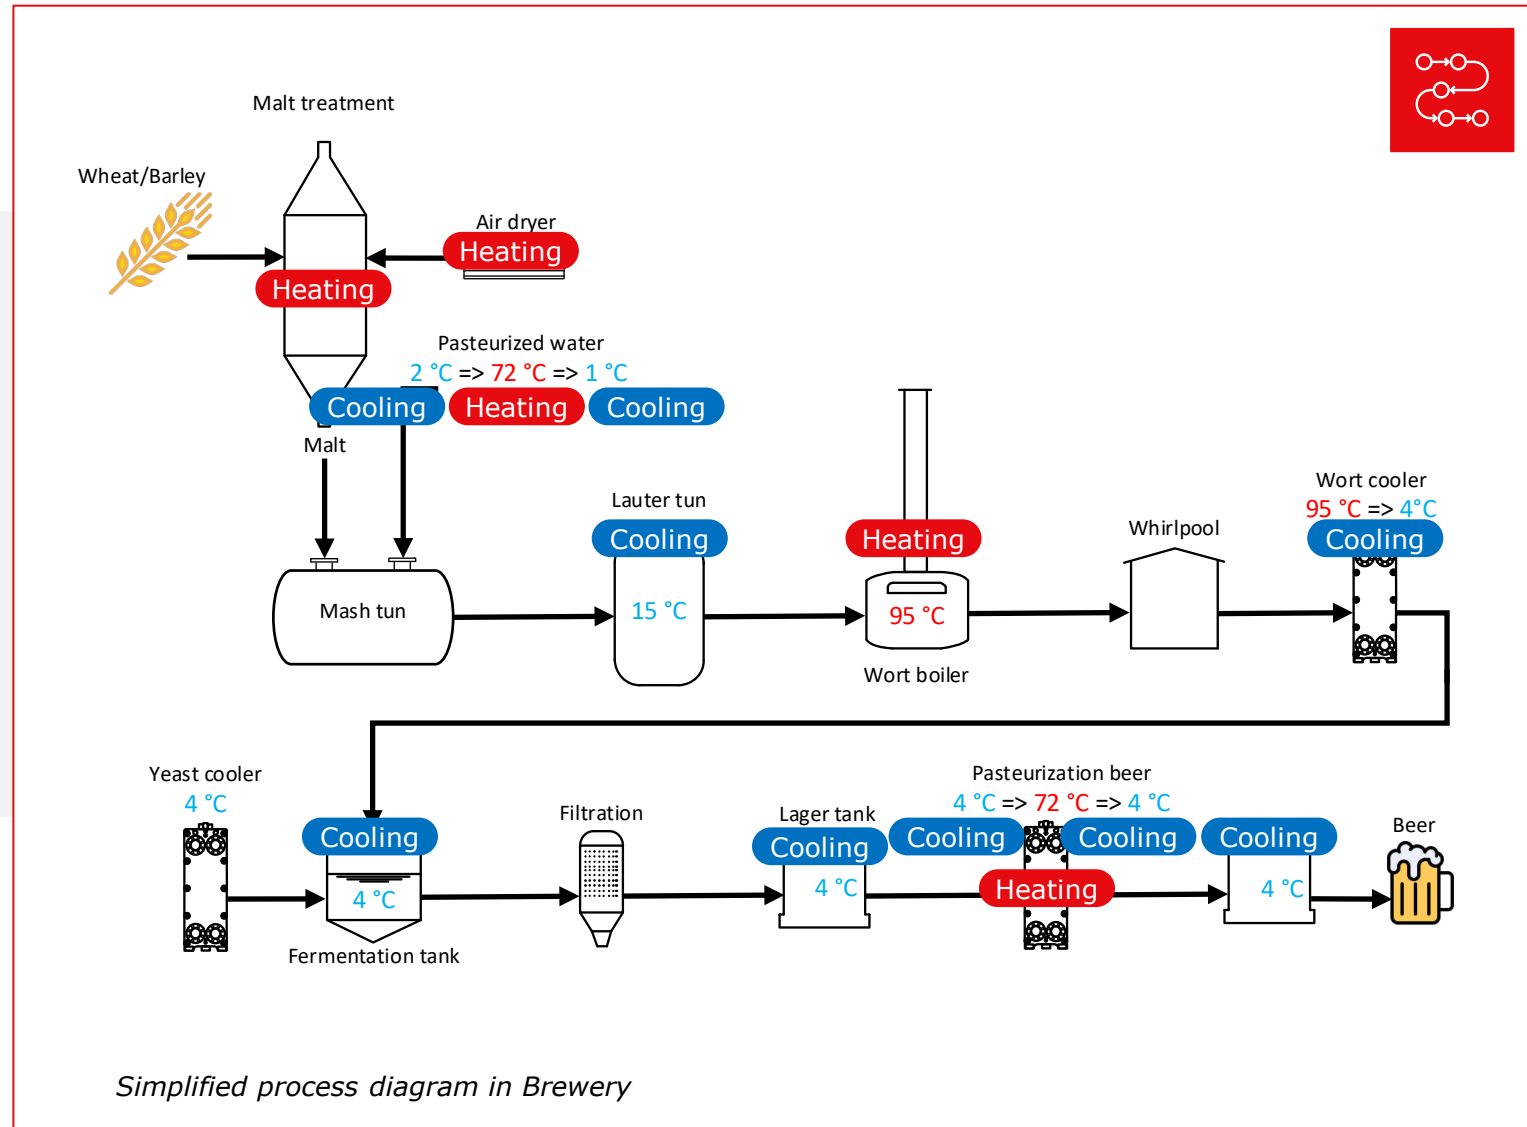 Malt treatment
Wheat/Barley
Air dryer
Heating
Heating
Pasteurized water
2 °C => 72 °C => 1 °C
Cooling Heating Cooling
Malt
Mash tun
Lauter tun
Cooling
15 °C
Heating
95 °C
Wort boiler
Whirlpool
Wort cooler
95 °C => 4°C
Cooling
Yeast cooler
4 °C
Cooling
4 °C
Fermentation tank
Filtration
Lager tank
Cooling
4 °C
Pasteurization beer
4 °C => 72 °C => 4 °C
Cooling Cooling
Heating
Cooling
4 °C
Beer
Simplified process diagram in Brewery